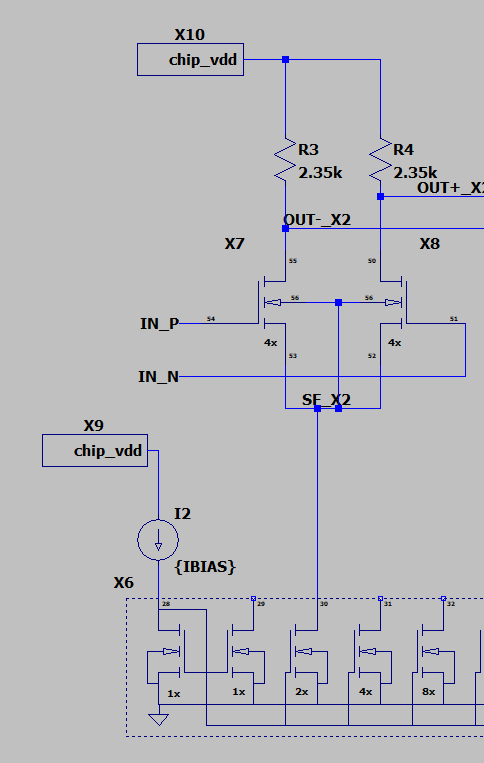 X10
chip_vdd
R3
2.35k
R4
2.35k
OUT+_X2
OUT-_X2
X7
X8
55
50
56
56
IN_P
54
51
4x
4x
53
52
IN_N
SE_X2
X9
chip_vdd
I2
{IBIAS}
X6
28
29
30
31
32
1x
1x
2x
4x
8x